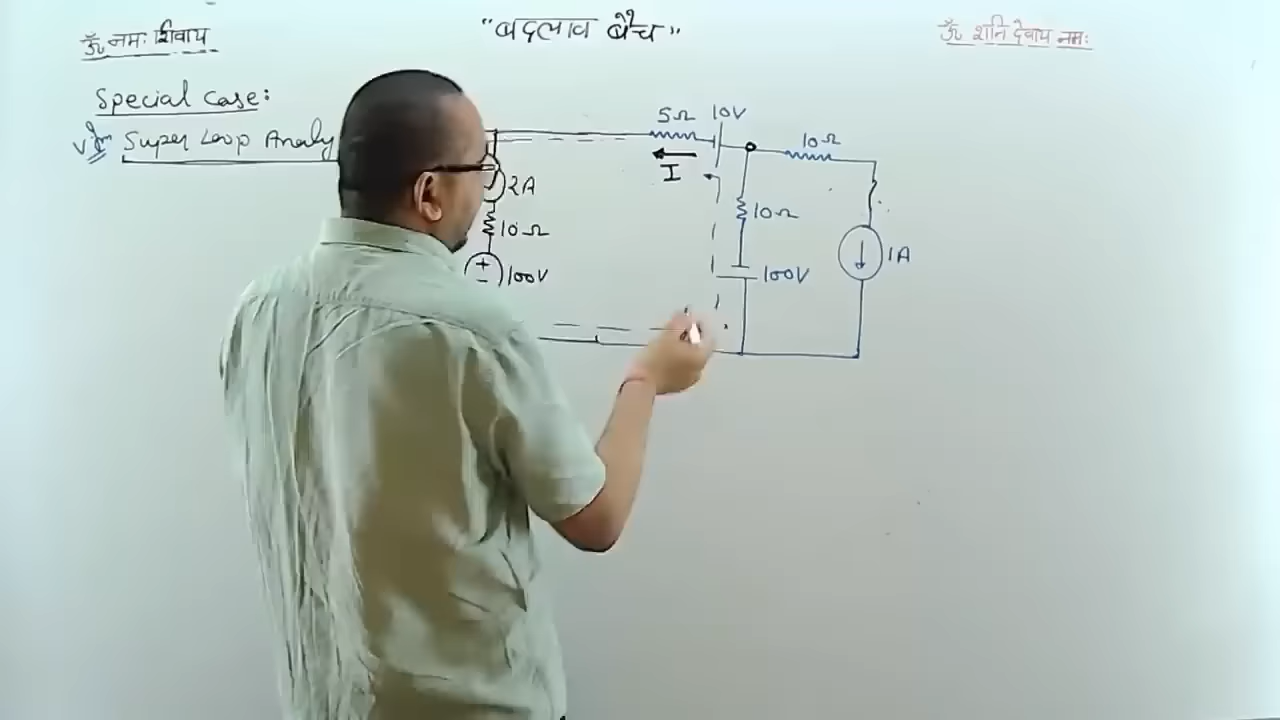 ॐ नमः शिवाय
"बदलाव बैच"
ॐ शनि देवाय नमः
Special Case:
Super Loop Analy
5Ω
10V
10Ω
I
2A
10Ω
10Ω
+
-
100V
100V
1A